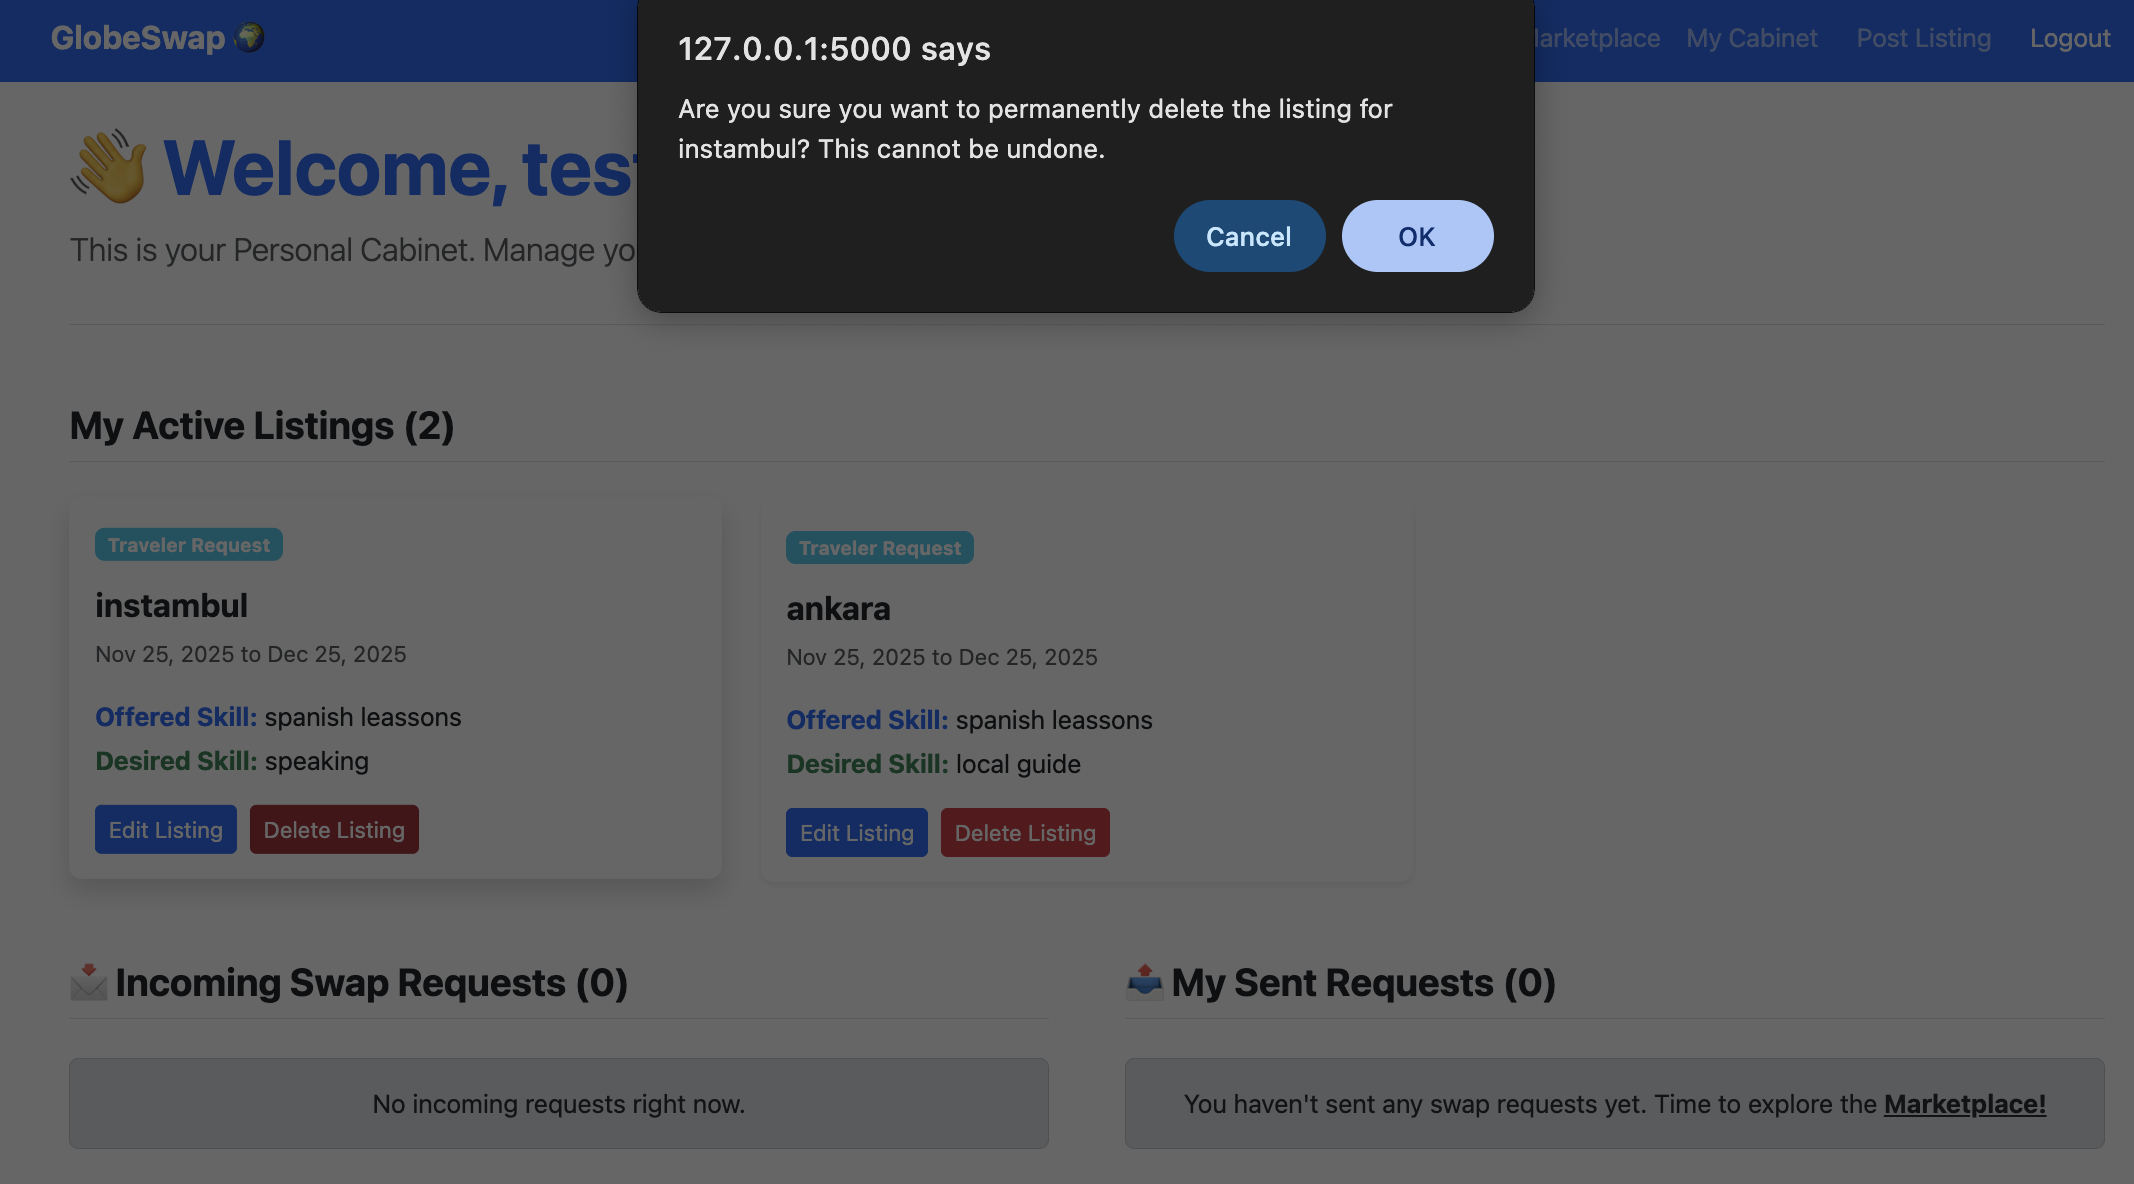 GlobeSwap
Marketplace My Cabinet Post Listing Logout
127.0.0.1:5000 says
Are you sure you want to permanently delete the listing for
instambul? This cannot be undone.
Cancel OK
Welcome,
This is your Personal Cabinet. Manage
My Active Listings (2)
Traveler Request
instambul
Nov 25, 2025 to Dec 25, 2025
Offered Skill: spanish leassons
Desired Skill: speaking
Edit Listing Delete Listing
Traveler Request
ankara
Nov 25, 2025 to Dec 25, 2025
Offered Skill: spanish leassons
Desired Skill: local guide
Edit Listing Delete Listing
Incoming Swap Requests (0)
No incoming requests right now.
My Sent Requests (0)
You haven't sent any swap requests yet. Time to explore the Marketplace!